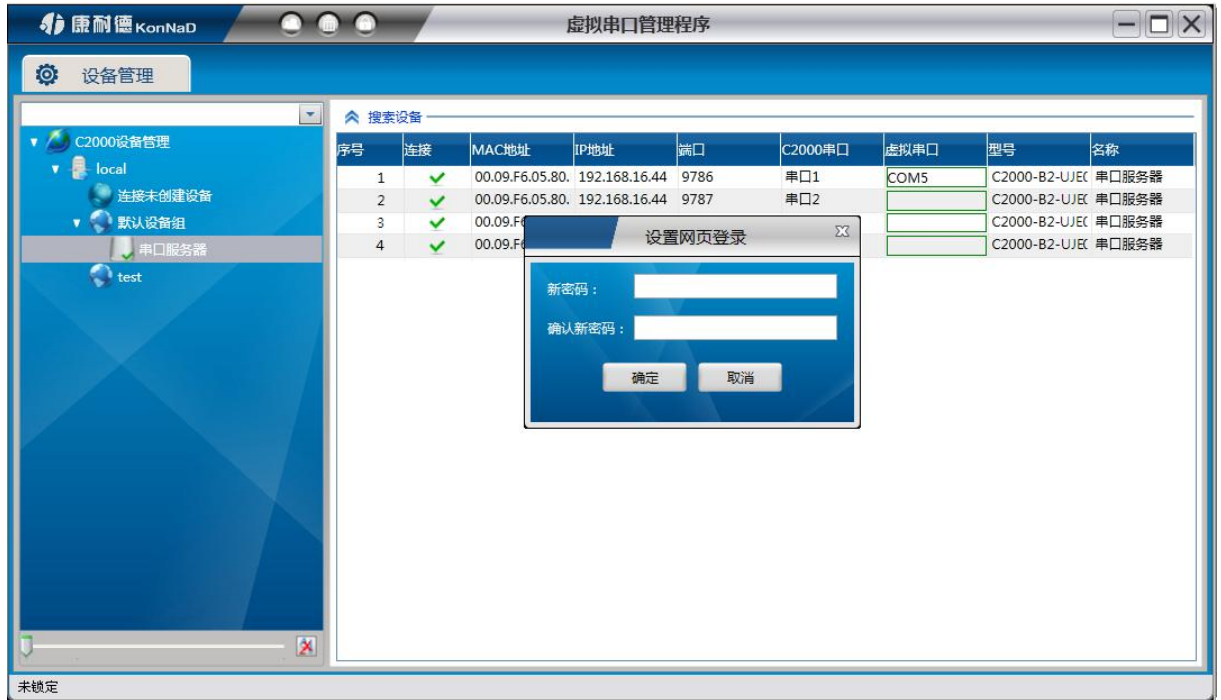 康耐德 KonNaD
虚拟串口管理程序
设备管理
C2000设备管理
local
连接未创建设备
默认设备组
串口服务器
test
搜索设备
序号 连接 MAC地址 IP地址 端口 C2000串口 虚拟串口 型号 名称
1 00.09.F6.05.80. 192.168.16.44 9786 串口1 COM5 C2000-B2-UJE 串口服务器
2 00.09.F6.05.80. 192.168.16.44 9787 串口2 C2000-B2-UJE 串口服务器
3 00.09.F6 C2000-B2-UJE 串口服务器
4 00.09.F6 C2000-B2-UJE 串口服务器
设置网页登录
新密码：
确认新密码：
确定 取消
未锁定